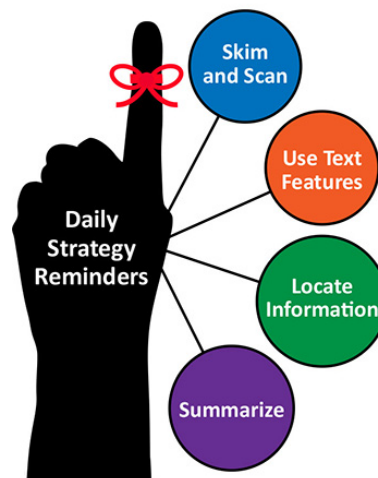 Skim
and Scan
Use Text
Features
Daily
Strategy
Reminders
Locate
Information
Summarize